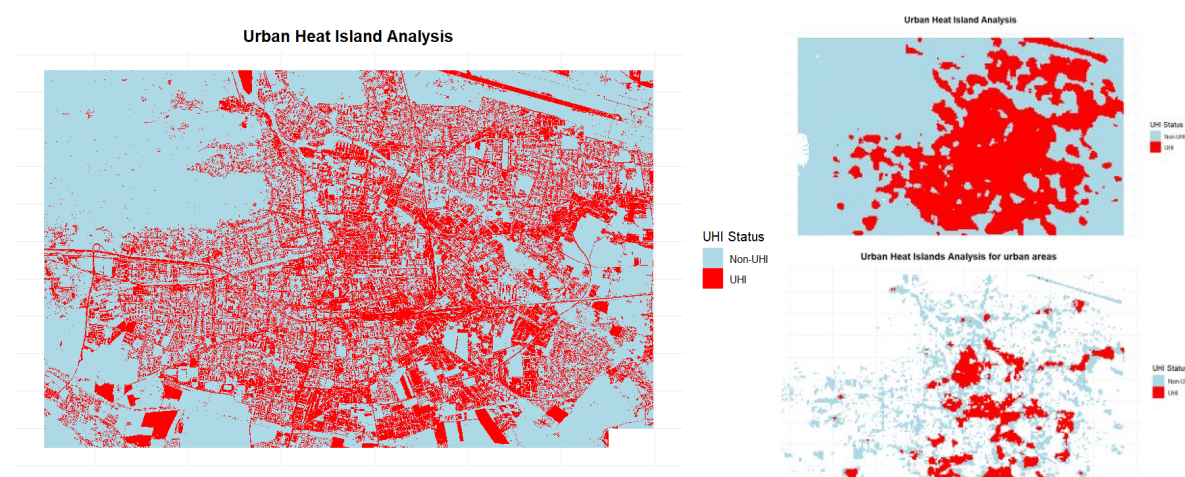 Urban Heat Island Analysis
UHI Status
Non-UHI
UHI
Urban Heat Island Analysis
UHI Status
Non-UHI
UHI
Urban Heat Islands Analysis for urban areas
UHI Statu
Non-U
UHI